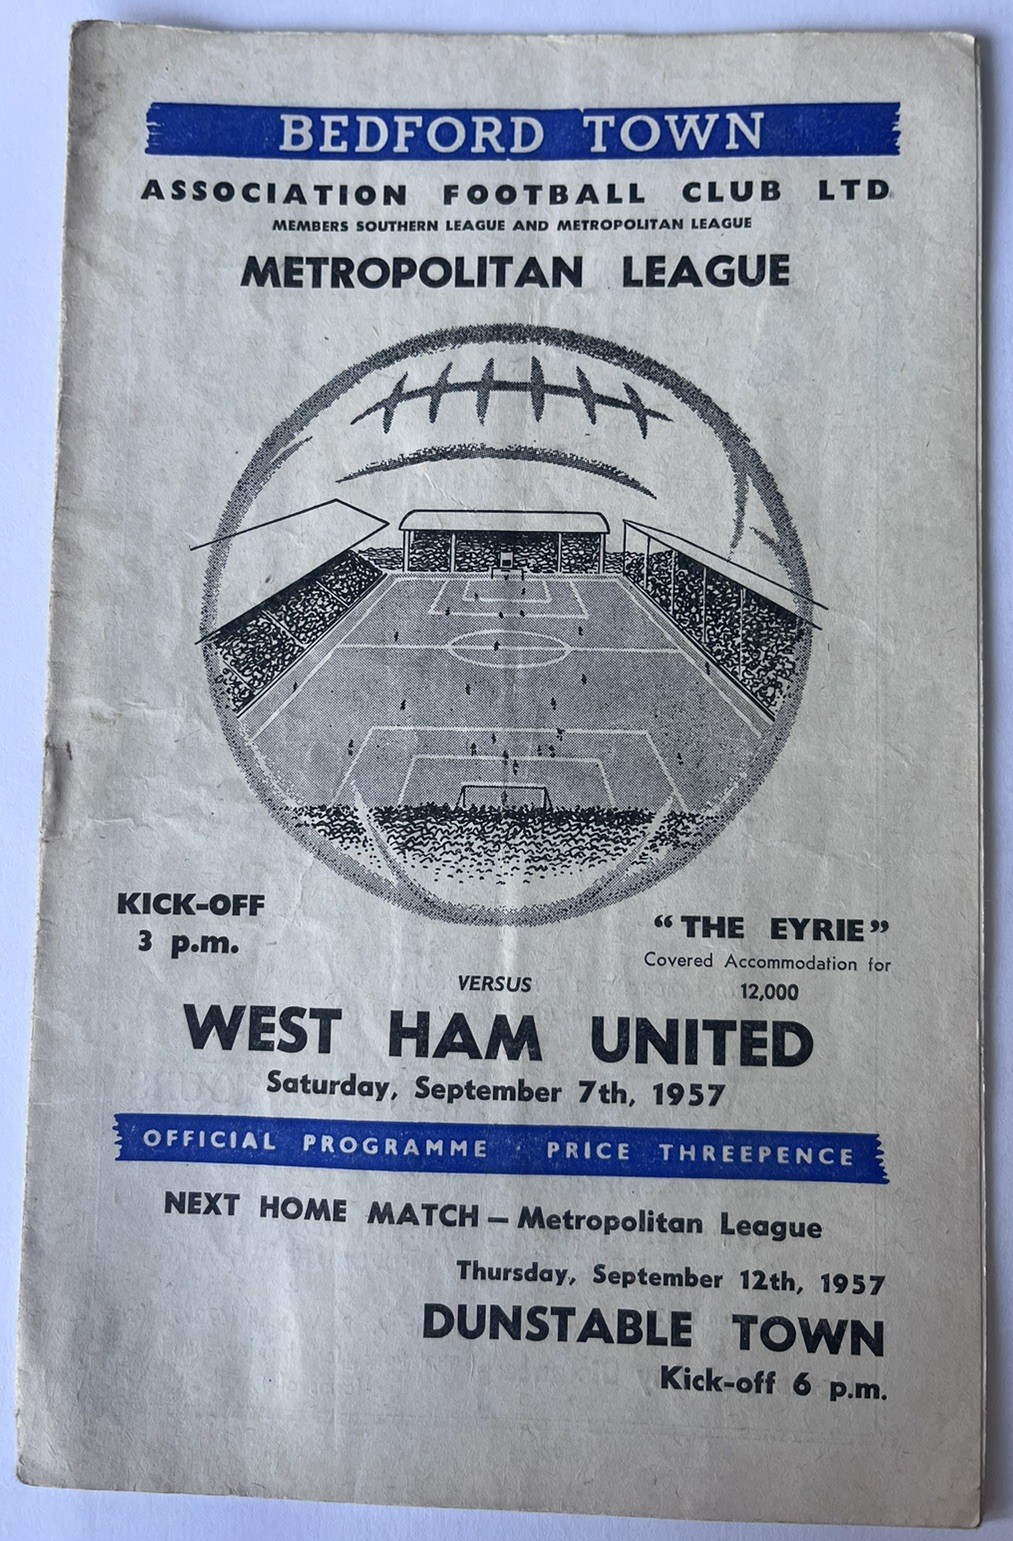 BEDFORD TOWN
ASSOCIATION FOOTBALL CLUB LTD
MEMBERS SOUTHERN LEAGUE AND METROPOLITAN LEAGUE
METROPOLITAN LEAGUE
KICK-OFF
3 p.m.
“THE EYRIE”
Covered Accommodation for
12,000
VERSUS
WEST HAM UNITED
Saturday, September 7th, 1957
OFFICIAL PROGRAMME · PRICE THREEPENCE
NEXT HOME MATCH – Metropolitan League
Thursday, September 12th, 1957
DUNSTABLE TOWN
Kick-off 6 p.m.